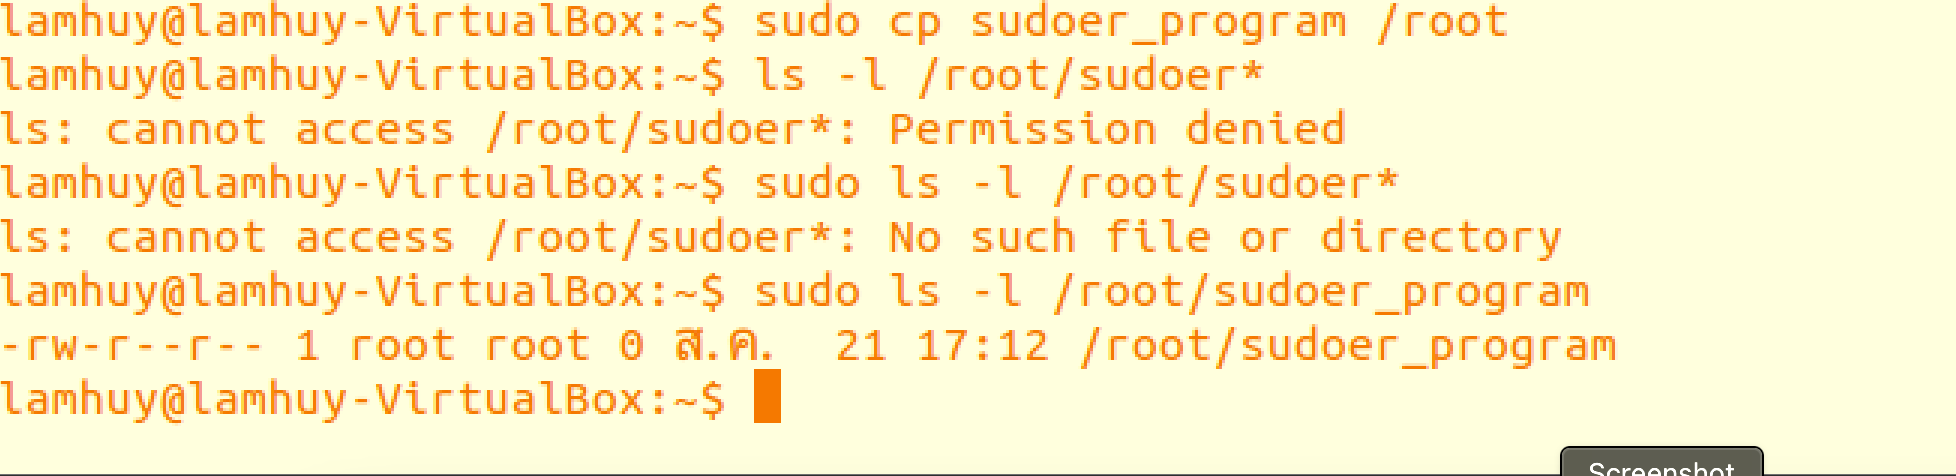 lamhuy@lamhuy-VirtualBox:~$ sudo cp sudoer_program /root
lamhuy@lamhuy-VirtualBox:~$ ls -l /root/sudoer*
ls: cannot access /root/sudoer*: Permission denied
lamhuy@lamhuy-VirtualBox:~$ sudo ls -l /root/sudoer*
ls: cannot access /root/sudoer*: No such file or directory
lamhuy@lamhuy-VirtualBox:~$ sudo ls -l /root/sudoer_program
-rw-r--r-- 1 root root 0 ส.ค.  21 17:12 /root/sudoer_program
lamhuy@lamhuy-VirtualBox:~$
Screenshot